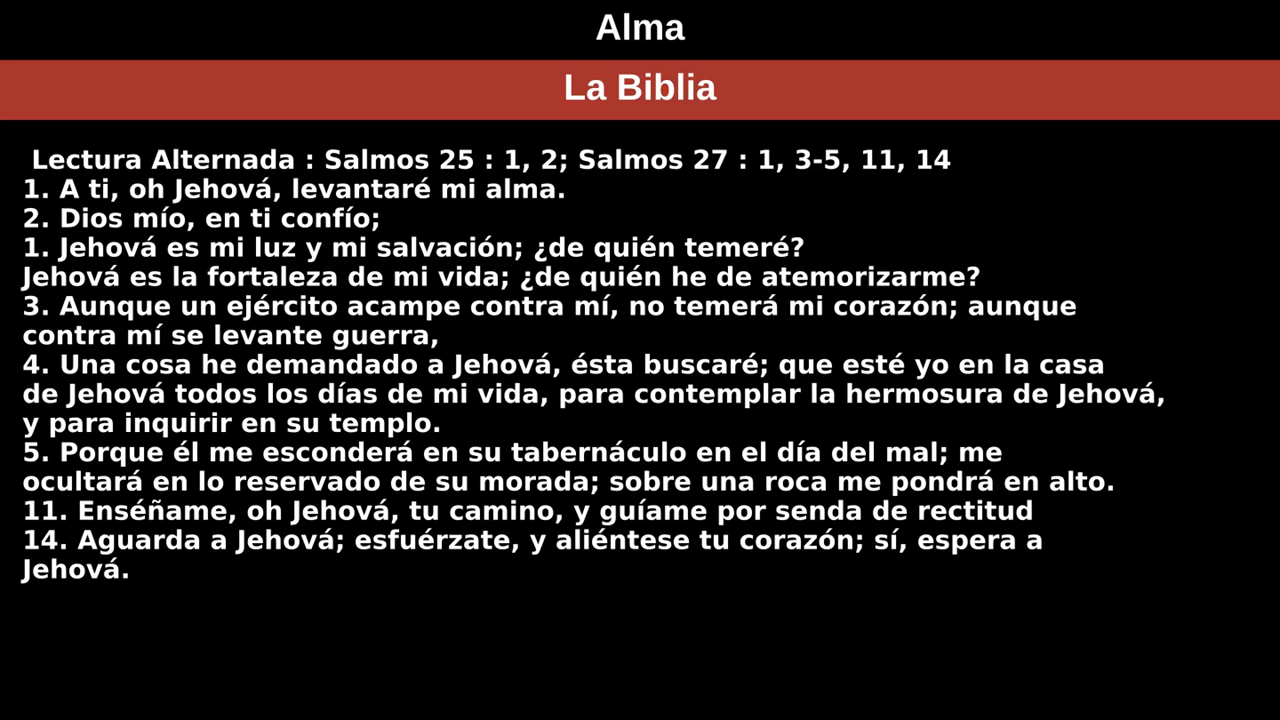 Alma
La Biblia
Lectura Alternada : Salmos 25 : 1, 2; Salmos 27 : 1, 3-5, 11, 14
1. A ti, oh Jehová, levantaré mi alma.
2. Dios mío, en ti confío;
1. Jehová es mi luz y mi salvación; ¿de quién temeré?
Jehová es la fortaleza de mi vida; ¿de quién he de atemorizarme?
3. Aunque un ejército acampe contra mí, no temerá mi corazón; aunque
contra mí se levante guerra,
4. Una cosa he demandado a Jehová, ésta buscaré; que esté yo en la casa
de Jehová todos los días de mi vida, para contemplar la hermosura de Jehová,
y para inquirir en su templo.
5. Porque él me esconderá en su tabernáculo en el día del mal; me
ocultará en lo reservado de su morada; sobre una roca me pondrá en alto.
11. Enséñame, oh Jehová, tu camino, y guíame por senda de rectitud
14. Aguarda a Jehová; esfuérzate, y aliéntese tu corazón; sí, espera a
Jehová.